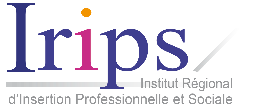 Irips
Institut Régional
d'Insertion Professionnelle et Sociale